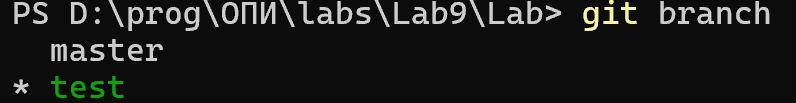 PS D:\prog\ОПИ\labs\Lab9\Lab> git branch
  master
* test